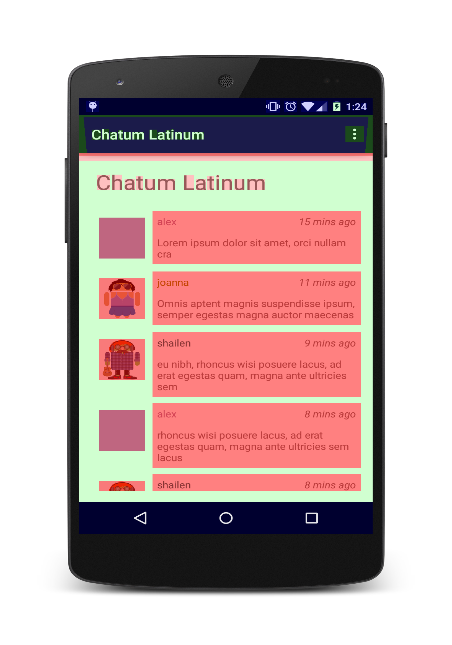 1:24
Chatum Latinum
Chatum Latinum
alex 15 mins ago
Lorem ipsum dolor sit amet, orci nullam
cra
joanna 11 mins ago
Omnis aptent magnis suspendisse ipsum,
semper egestas magna auctor maecenas
shailen 9 mins ago
eu nibh, rhoncus wisi posuere lacus, ad
erat egestas quam, magna ante ultricies
sem
alex 8 mins ago
rhoncus wisi posuere lacus, ad erat
egestas quam, magna ante ultricies sem
lacus
shailen 8 mins ago